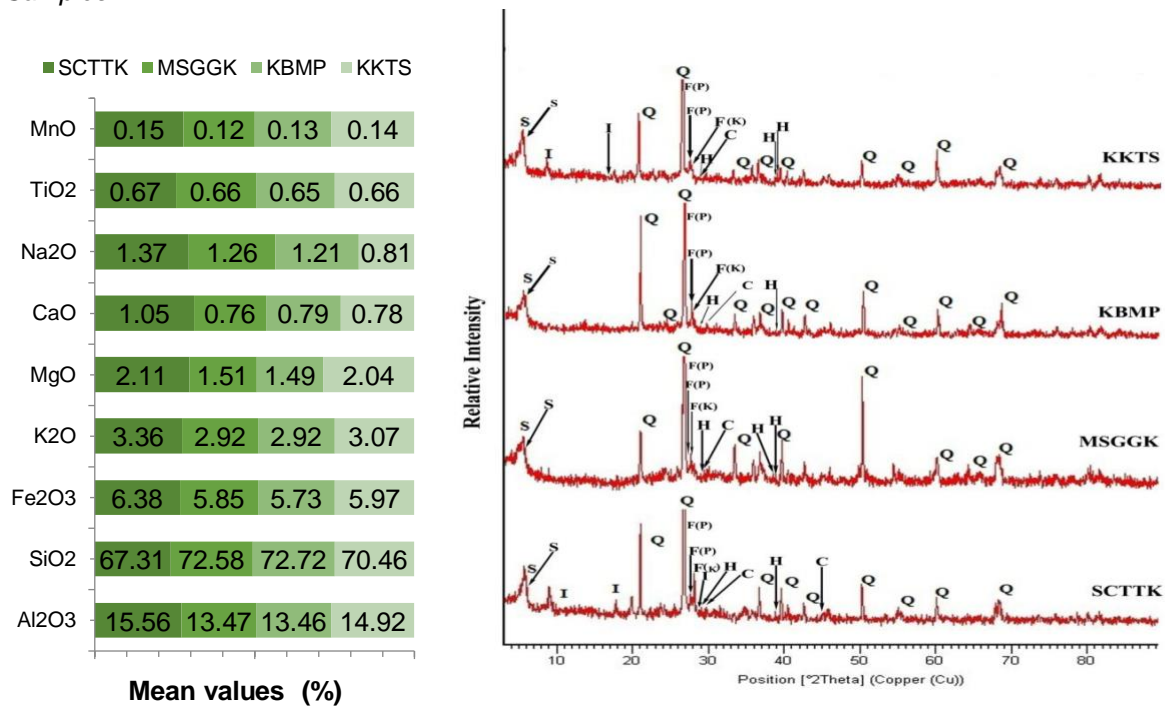 SCTTK MSGGK KBMP KKTS
MnO 0.15 0.12 0.13 0.14
TiO2 0.67 0.66 0.65 0.66
Na2O 1.37 1.26 1.21 0.81
CaO 1.05 0.76 0.79 0.78
MgO 2.11 1.51 1.49 2.04
K2O 3.36 2.92 2.92 3.07
Fe2O3 6.38 5.85 5.73 5.97
SiO2 67.31 72.58 72.72 70.46
Al2O3 15.56 13.47 13.46 14.92
Mean values (%)
Relative Intensity
Q
F(P)
S S I I Q F(P) F(K) C H H H Q Q Q Q Q Q Q
KKTS
Q
F(P)
S S Q Q F(P) F(K) H C H Q Q Q Q Q Q Q Q Q
KBMP
Q
F(P)
F(P)
S S Q F(K) H C Q H H Q Q Q Q Q
MSGGK
Q
F(P)
F(P)
S S I I Q F(K) I H C H Q Q Q C Q Q Q Q
SCTTK
10 20 30 40 50 60 70 80
Position [°2Theta] (Copper (Cu))